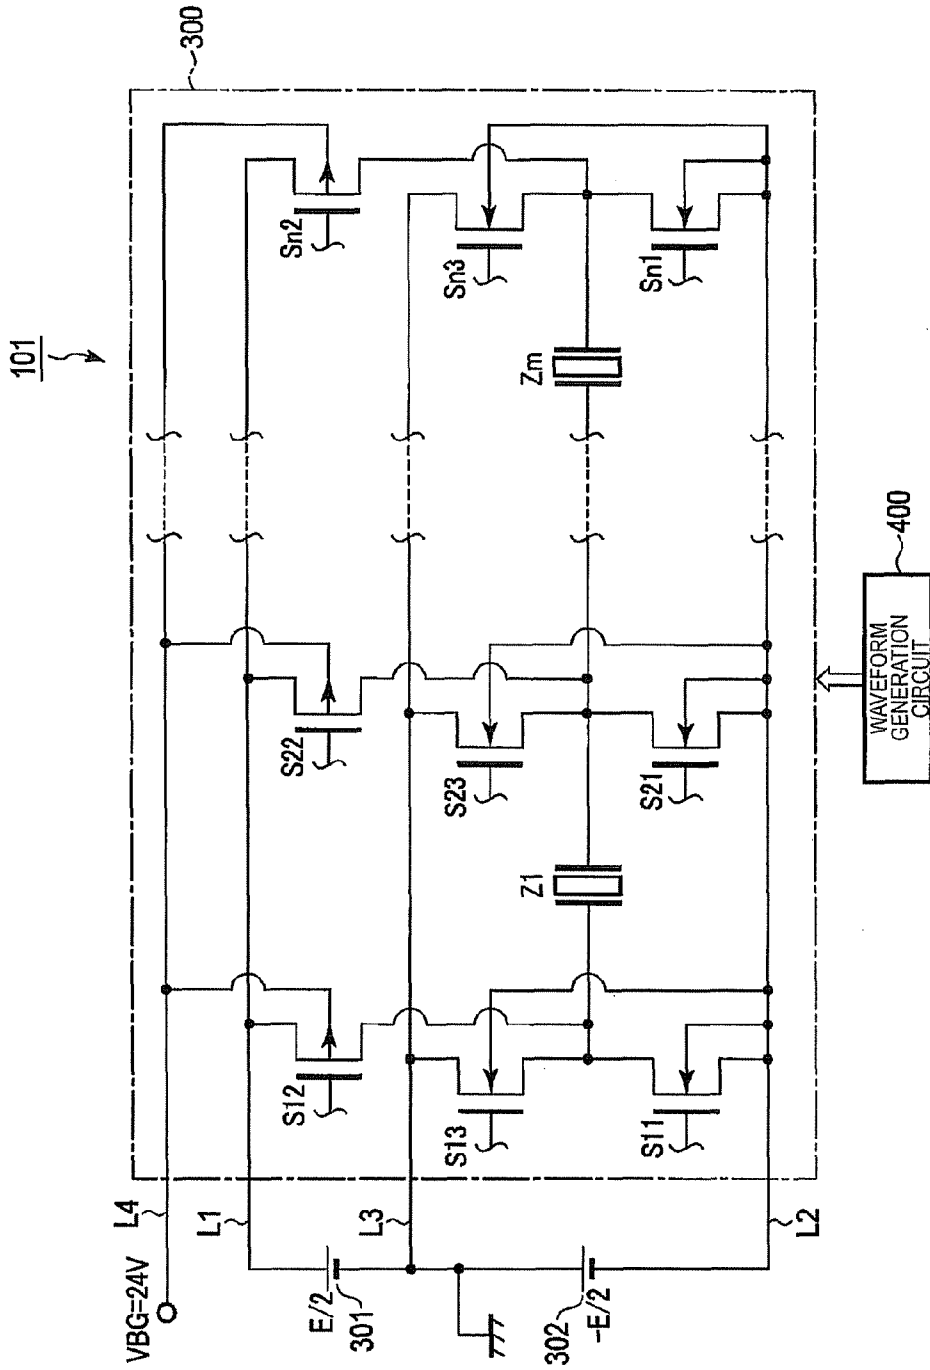 101
300
Sn2
Sn3
Sn1
Zm
S22
S23
S21
Z1
S12
S13
S11
L4
L1
L3
L2
VBG=24V
E/2
301
302
-E/2
WAVEFORM
GENERATION
CIRCUIT
400